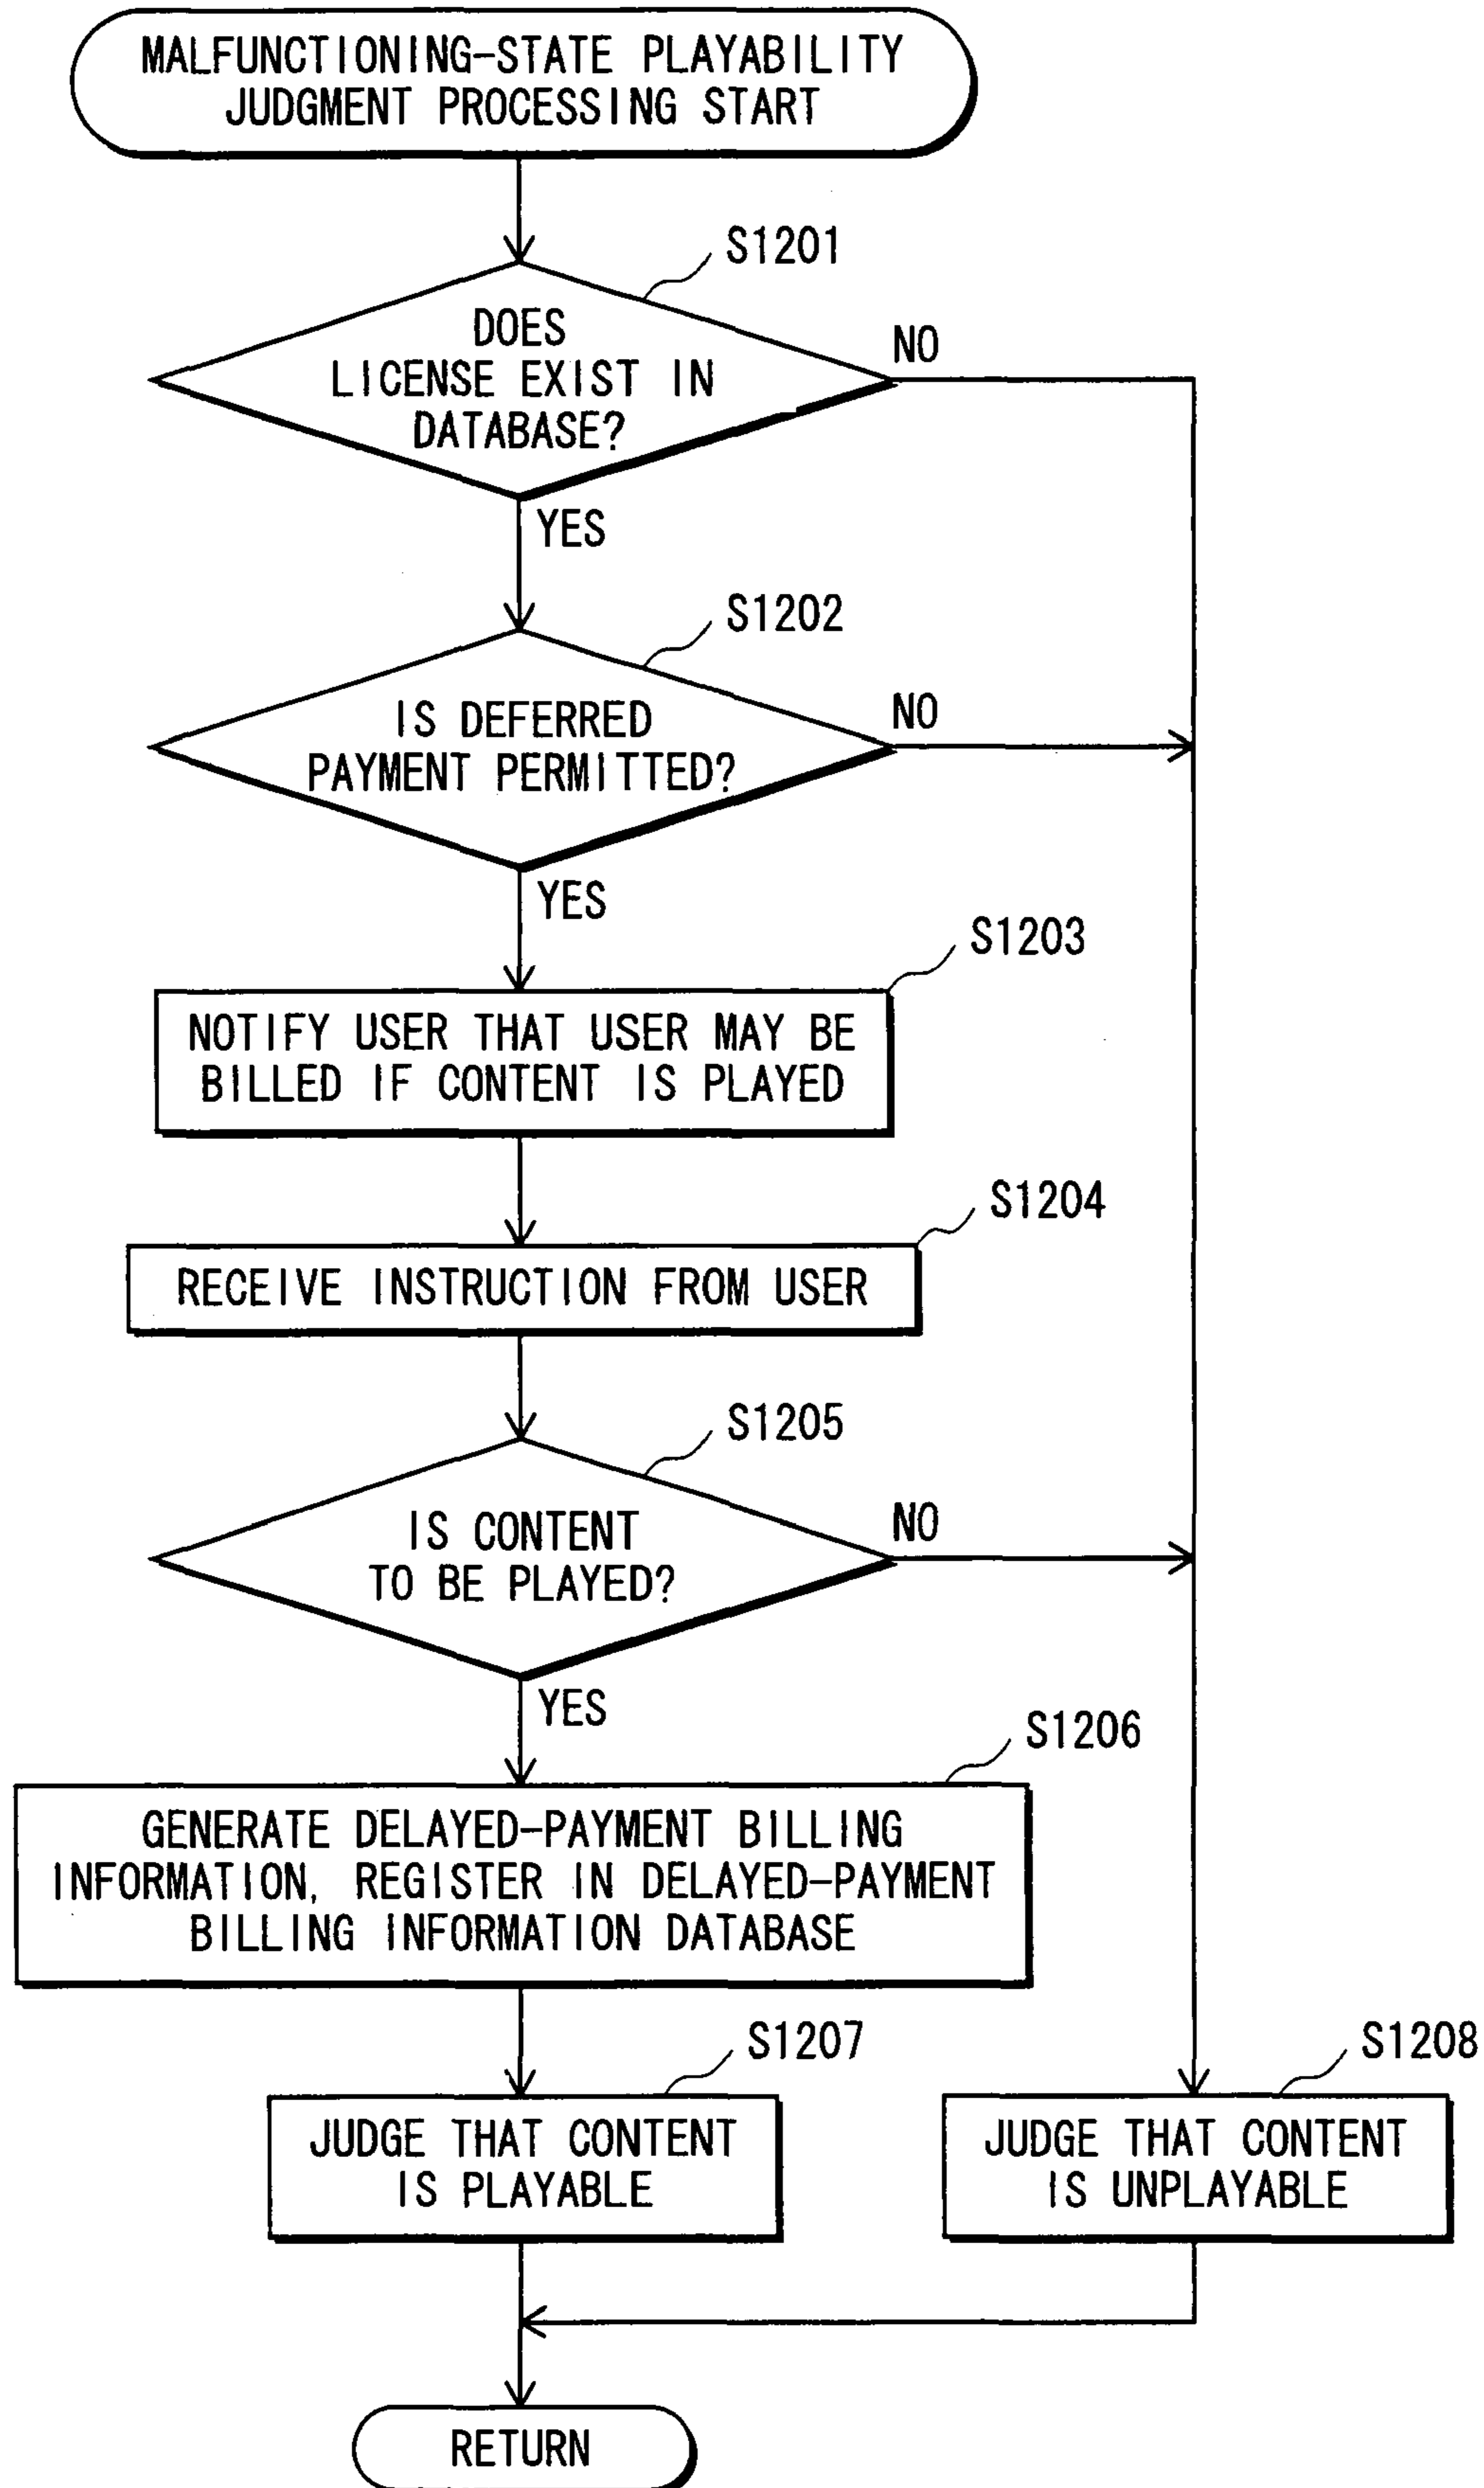 MALFUNCTIONING-STATE PLAYABILITY
JUDGMENT PROCESSING START
S1201
DOES
LICENSE EXIST IN
DATABASE?
NO
YES
S1202
IS DEFERRED
PAYMENT PERMITTED?
NO
YES
S1203
NOTIFY USER THAT USER MAY BE
BILLED IF CONTENT IS PLAYED
S1204
RECEIVE INSTRUCTION FROM USER
S1205
IS CONTENT
TO BE PLAYED?
NO
YES
S1206
GENERATE DELAYED-PAYMENT BILLING
INFORMATION, REGISTER IN DELAYED-PAYMENT
BILLING INFORMATION DATABASE
S1207
JUDGE THAT CONTENT
IS PLAYABLE
S1208
JUDGE THAT CONTENT
IS UNPLAYABLE
RETURN